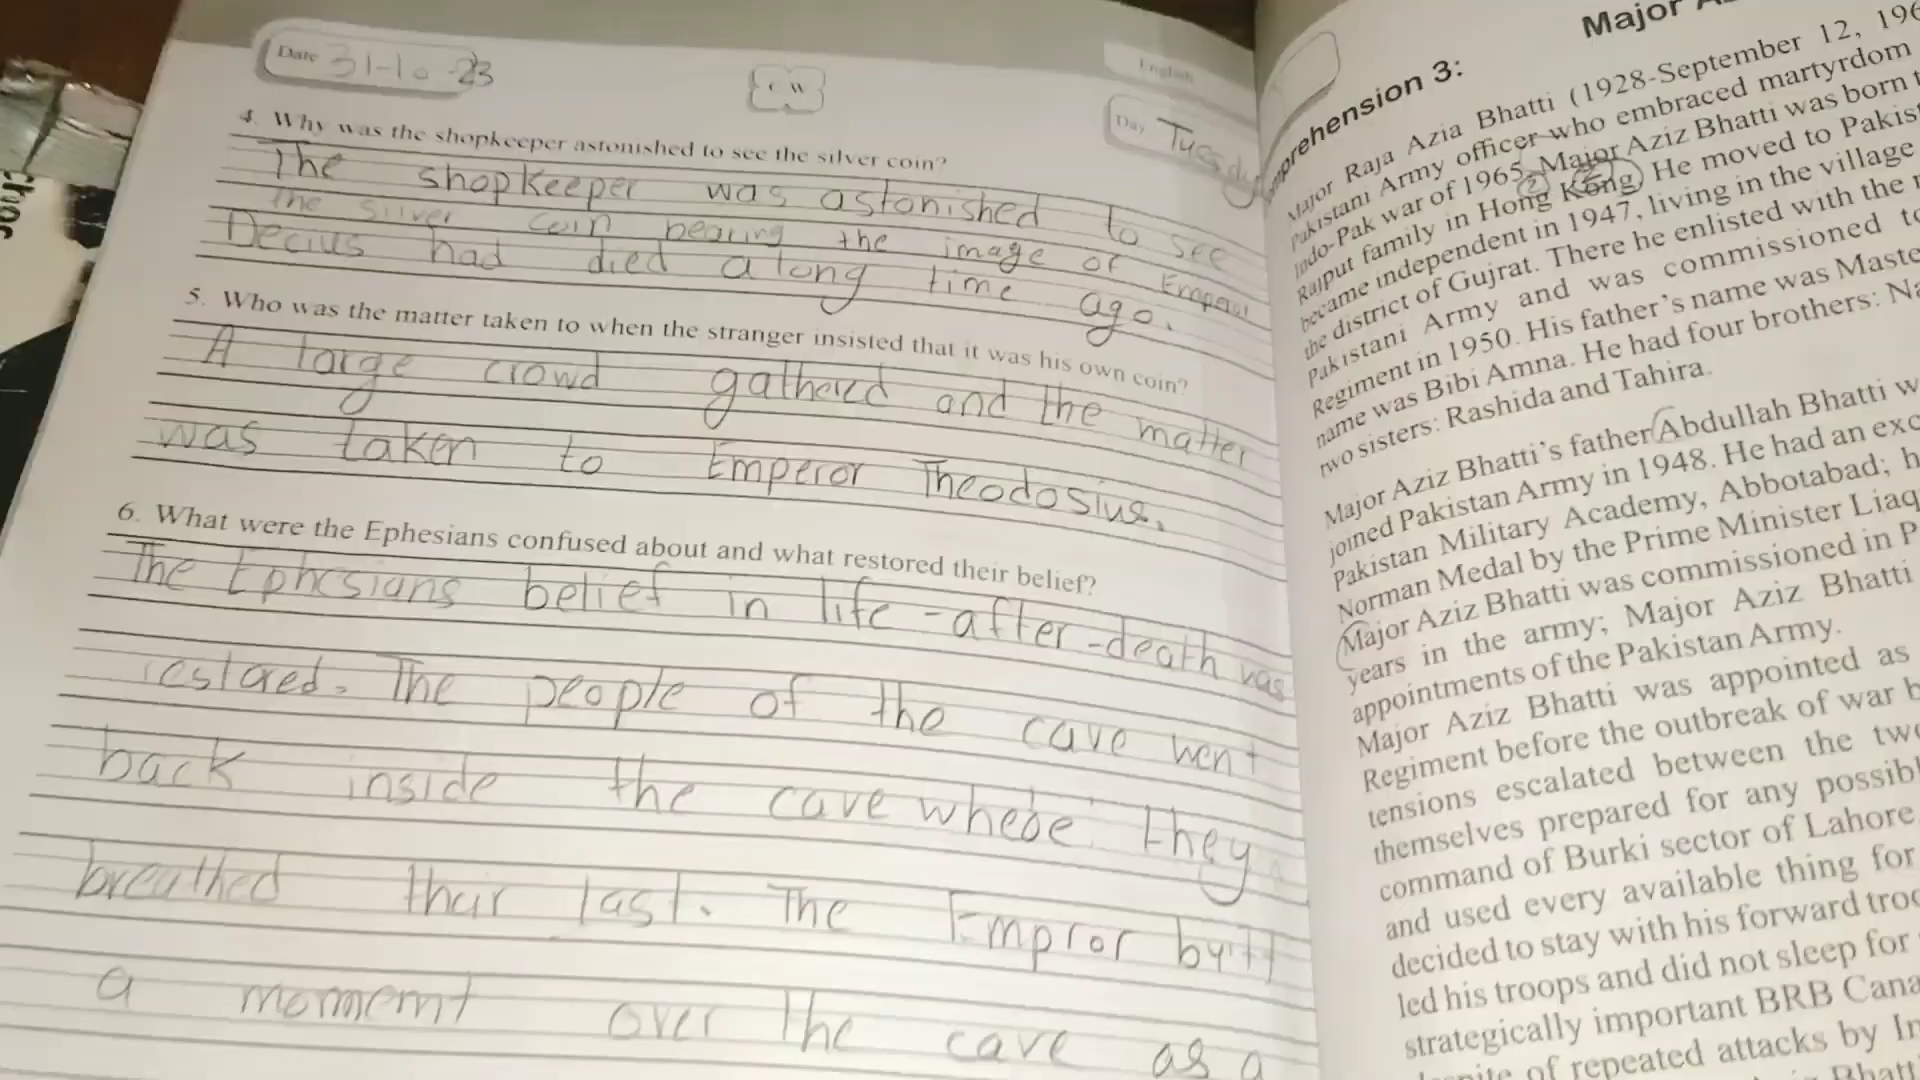 Date 31-10-23
C W
English
Day Tuesday
4. Why was the shopkeeper astonished to see the silver coin?
The shopkeeper was astonished to see
the silver coin bearing the image of Emperor
Decius had died a long time ago.
5. Who was the matter taken to when the stranger insisted that it was his own coin?
A large crowd gathered and the matter
was taken to Emperor Theodosius.
6. What were the Ephesians confused about and what restored their belief?
The Ephesians belief in life-after-death was
restored. The people of the cave went
back inside the cave where they
breathed their last. The Empror
a momemt over the cave as a
Major
prehension 3:
Major Raja Azia Bhatti (1928-September 12, 196
Pakistani Army officer who embraced martyrdom
Indo-Pak war of 1965. Major Aziz Bhatti was born
Rajput family in Hong Kong. He moved to Pakis
became independent in 1947, living in the village
the district of Gujrat. There he enlisted with the
Pakistani Army and was commissioned to
Regiment in 1950. His father's name was Maste
name was Bibi Amna. He had four brothers: Na
two sisters: Rashida and Tahira.
Major Aziz Bhatti's father Abdullah Bhatti w
joined Pakistan Army in 1948. He had an exc
Pakistan Military Academy, Abbotabad; h
Norman Medal by the Prime Minister Liaq
Major Aziz Bhatti was commissioned in P
years in the army; Major Aziz Bhatti
appointments of the Pakistan Army.
Major Aziz Bhatti was appointed as
Regiment before the outbreak of war b
tensions escalated between the two
themselves prepared for any possibl
command of Burki sector of Lahore
and used every available thing for
decided to stay with his forward troo
led his troops and did not sleep for
strategically important BRB Cana
of repeated attacks by In